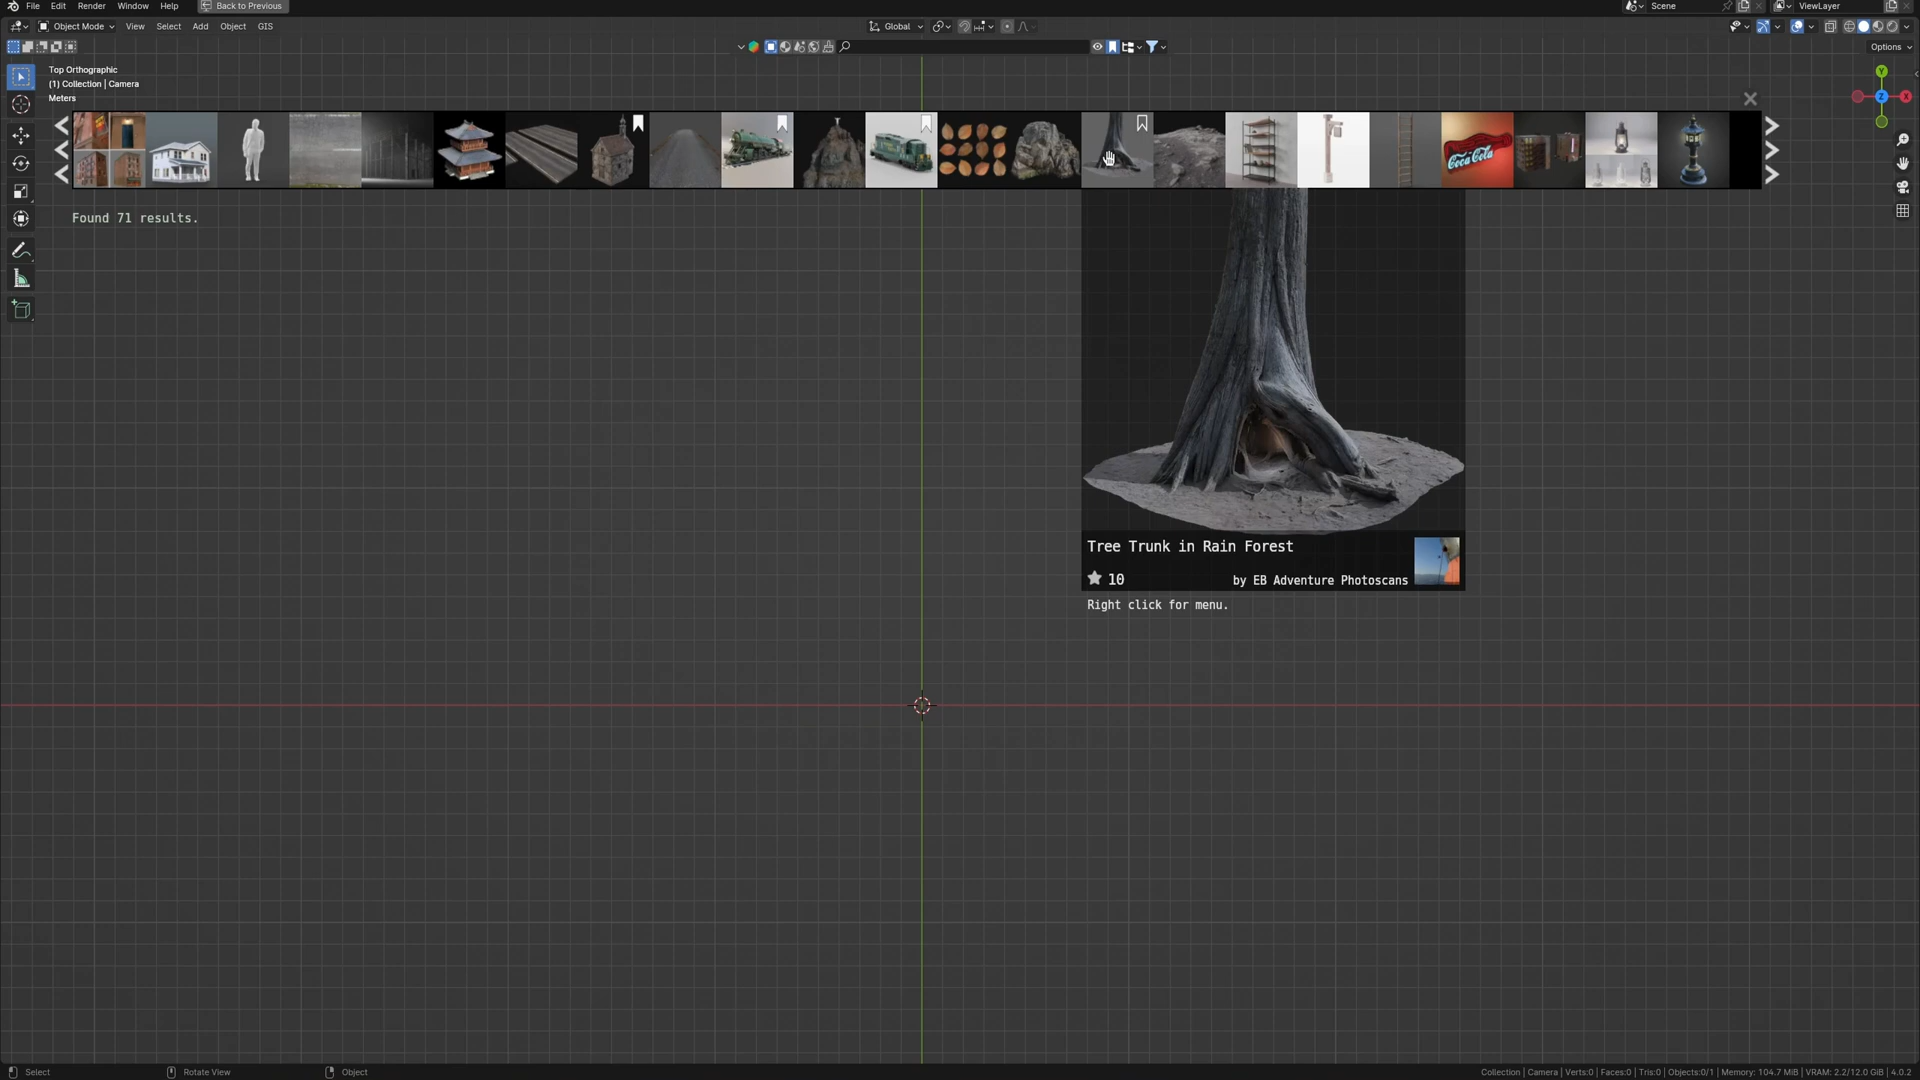 File Edit Render Window Help Back to Previous Scene ViewLayer
Object Mode View Select Add Object GIS Global
Options
Top Orthographic
(1) Collection | Camera
Meters
Y
X
Z
Coca Cola
Found 71 results.
Tree Trunk in Rain Forest
10 by EB Adventure Photoscans
Right click for menu.
Select Rotate View Object Collection | Camera | Verts:0 | Faces:0 | Tris:0 | Objects:0/1 | Memory: 104.7 MiB | VRAM: 2.2/12.0 GiB | 4.0.2